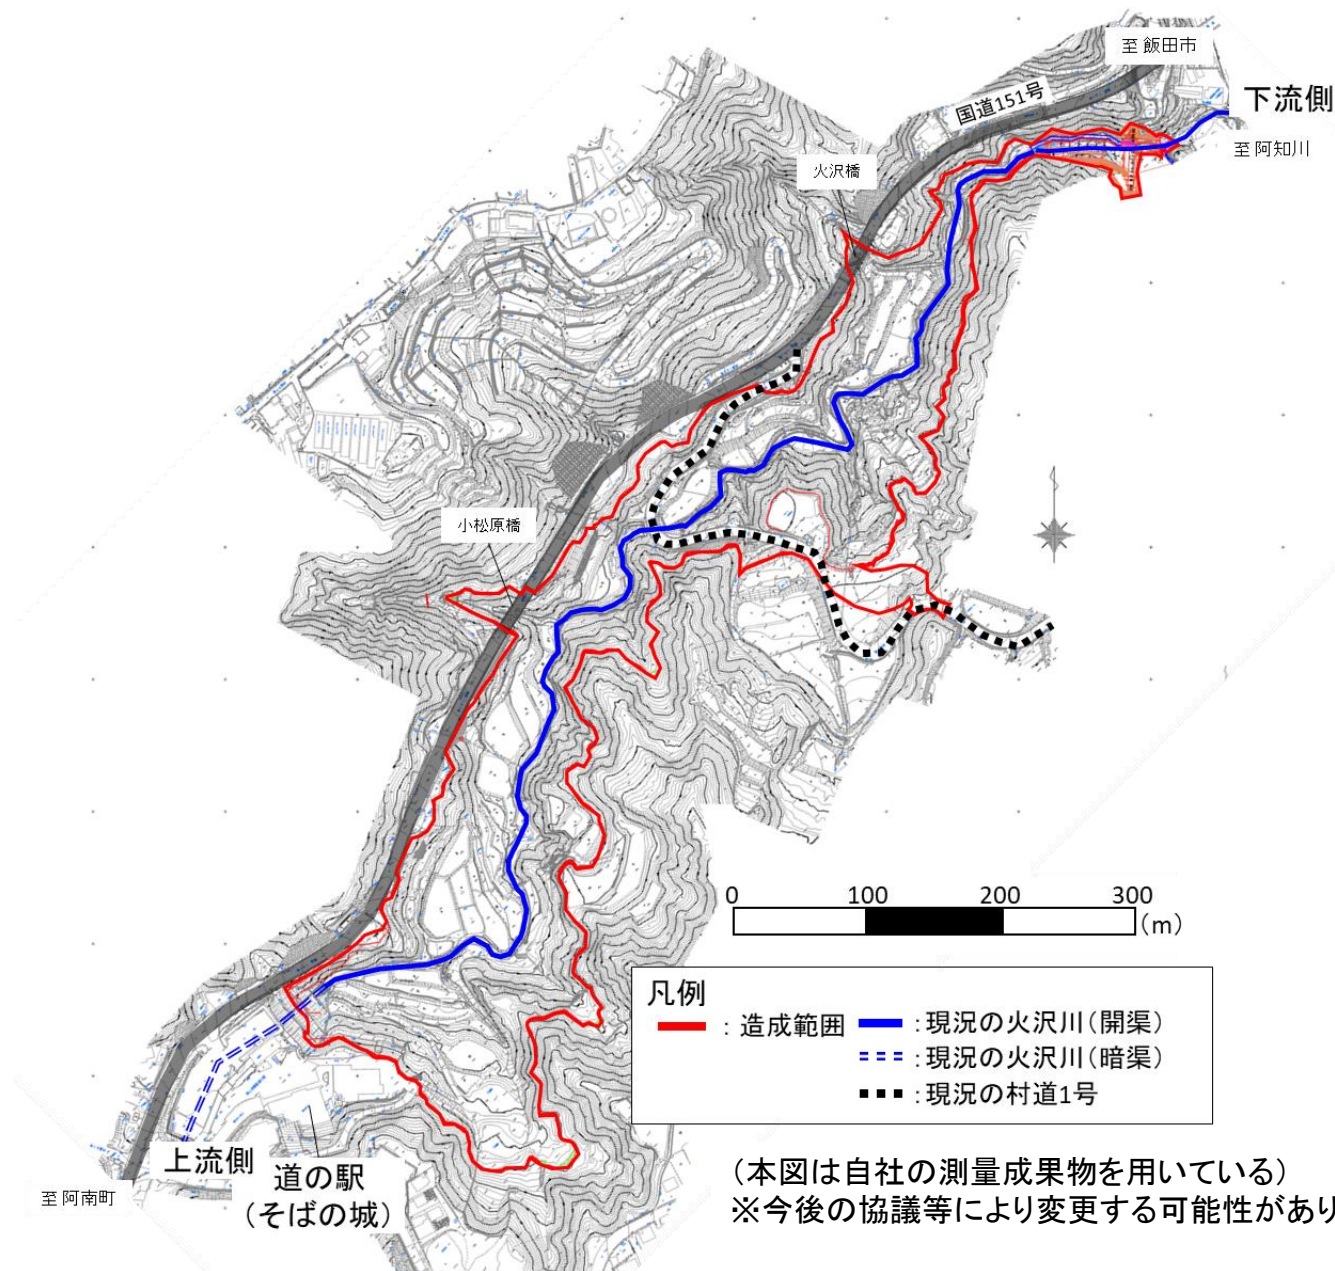 至 飯田市
国道151号
下流側
至 阿知川
火沢橋
小松原橋
0 100 200 300
(m)
凡例
：造成範囲
：現況の火沢川（開渠）
：現況の火沢川（暗渠）
：現況の村道1号
上流側
道の駅
（そばの城）
至 阿南町
（本図は自社の測量成果物を用いている）
※今後の協議等により変更する可能性があり